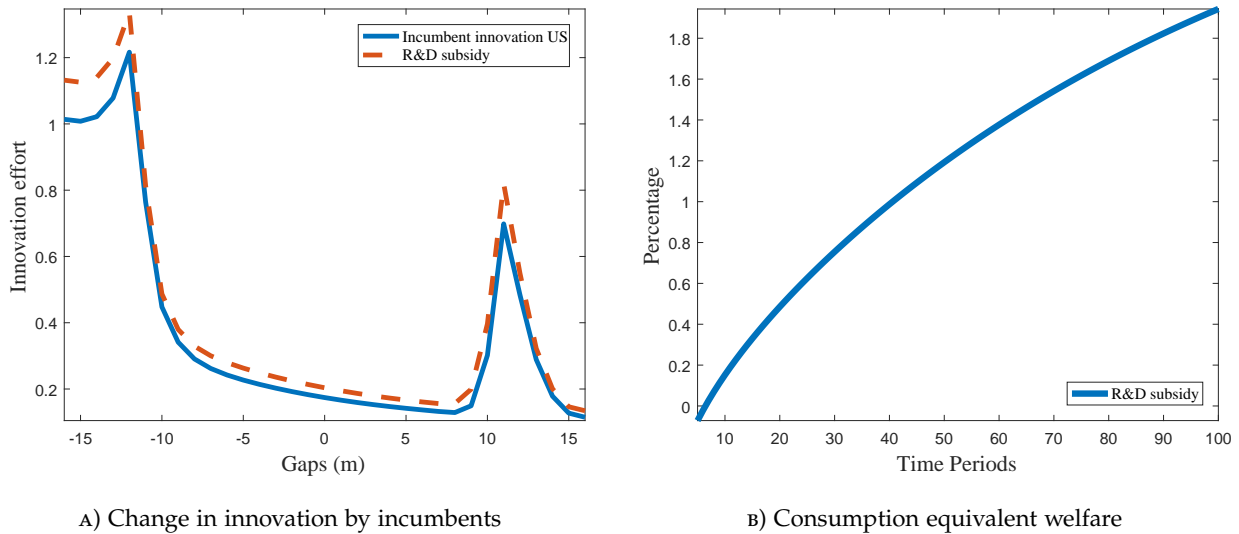 Incumbent innovation US
R&D subsidy
1.2
1
0.8
0.6
0.4
0.2
Innovation effort
-15 -10 -5 0 5 10 15
Gaps (m)
A) Change in innovation by incumbents
1.8
1.6
1.4
1.2
1
0.8
0.6
0.4
0.2
0
Percentage
R&D subsidy
10 20 30 40 50 60 70 80 90 100
Time Periods
B) Consumption equivalent welfare